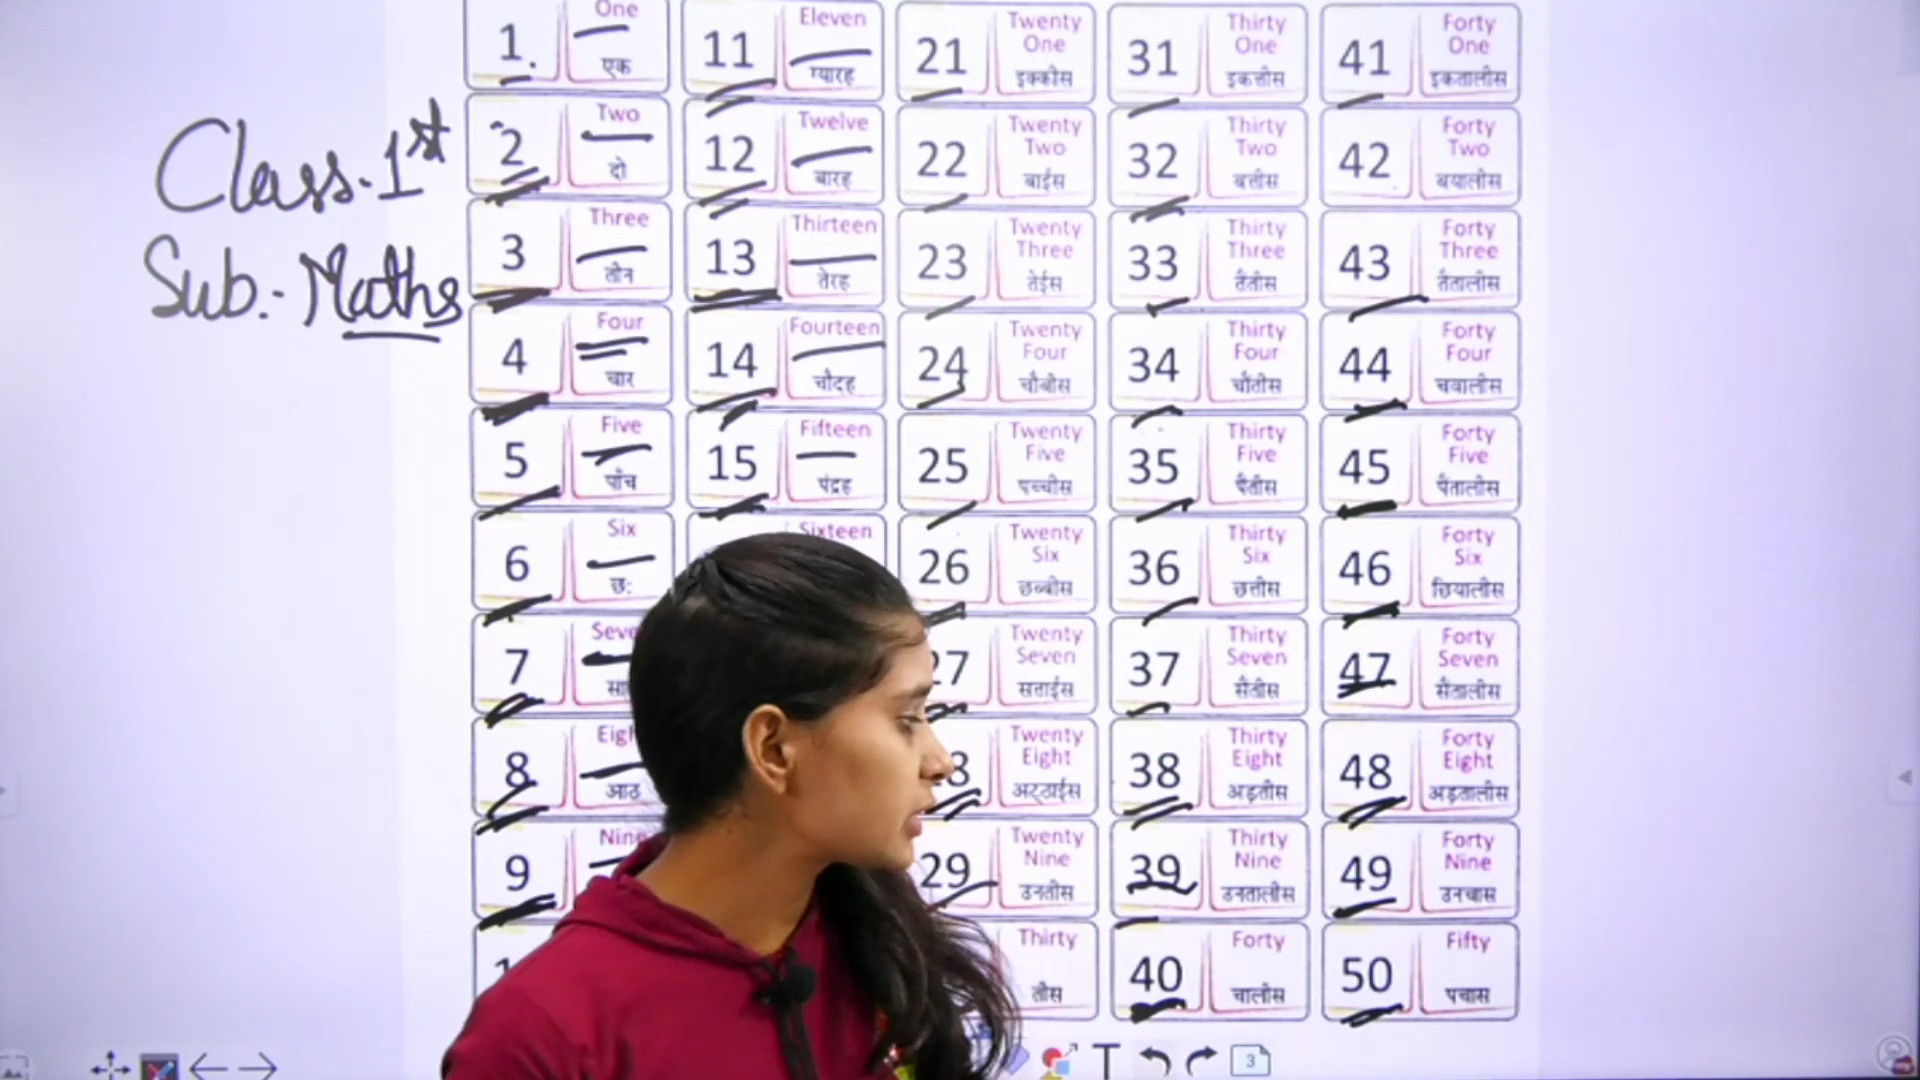 Class.1st
Sub:- Maths
1. One एक
2 Two दो
3 Three तीन
4 Four चार
5 Five पाँच
6 Six छः
7
8 आठ
9 Nine
11 Eleven ग्यारह
12 Twelve बारह
13 Thirteen तेरह
14 Fourteen चौदह
15 Fifteen पंद्रह
Sixteen
21 Twenty One इक्कीस
22 Twenty Two बाईस
23 Twenty Three तेईस
24 Twenty Four चौबीस
25 Twenty Five पच्चीस
26 Twenty Six छब्बीस
27 Twenty Seven सताईस
Twenty Eight अट्ठाईस
29 Twenty Nine उनतीस
Thirty तीस
31 Thirty One इकत्तीस
32 Thirty Two बत्तीस
33 Thirty Three तैंतीस
34 Thirty Four चौंतीस
35 Thirty Five पैंतीस
36 Thirty Six छत्तीस
37 Thirty Seven सैंतीस
38 Thirty Eight अड़तीस
39 Thirty Nine उनतालीस
40 Forty चालीस
41 Forty One इकतालीस
42 Forty Two बयालीस
43 Forty Three तैंतालीस
44 Forty Four चवालीस
45 Forty Five पैंतालीस
46 Forty Six छियालीस
47 Forty Seven सैंतालीस
48 Forty Eight अड़तालीस
49 Forty Nine उनचास
50 Fifty पचास
3